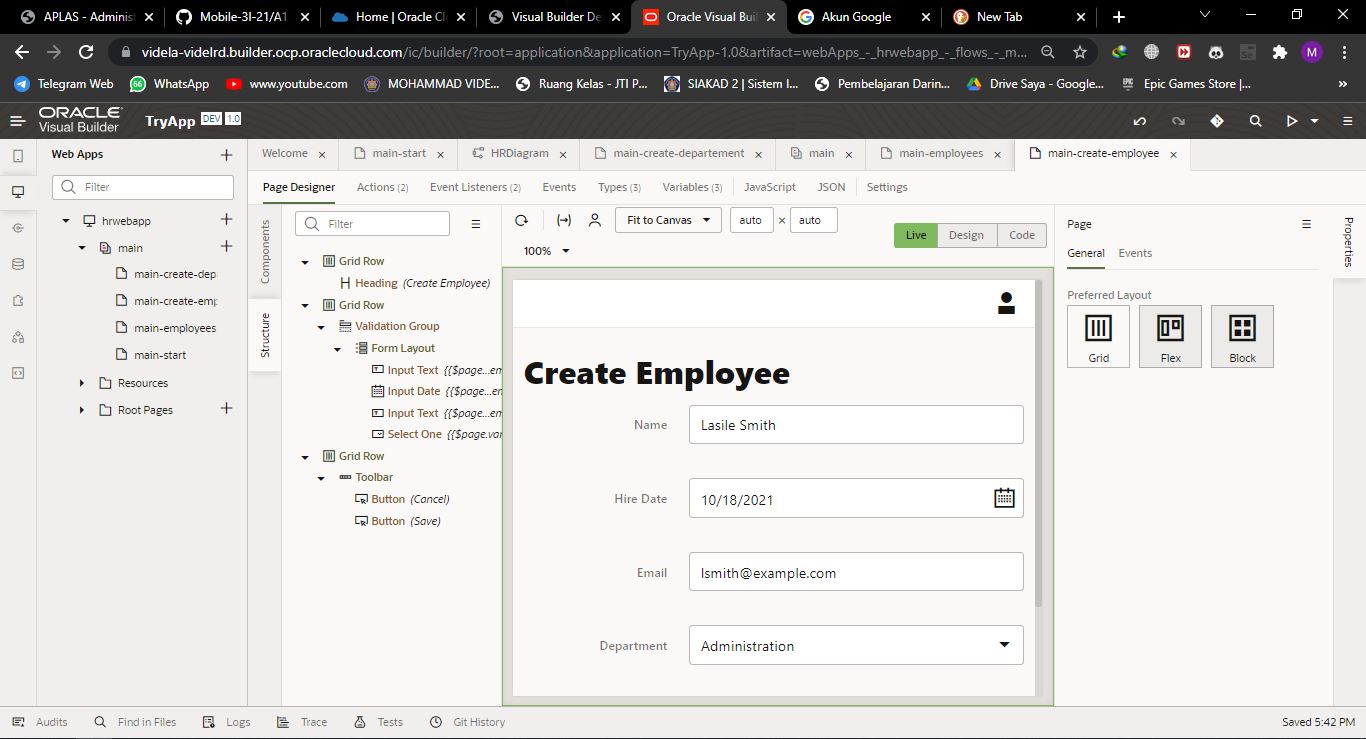 APLAS - Adminis
Mobile-3I-21/A1
Home | Oracle Cl
Visual Builder De
Oracle Visual Buil
Akun Google
New Tab
videla-videlrd.builder.ocp.oraclecloud.com/ic/builder/?root=application&application=TryApp-1.0&artifact=webApps_-_hrwebapp_-_flows_-_m...
M
Telegram Web
WhatsApp
www.youtube.com
MOHAMMAD VIDE...
Ruang Kelas - JTI P...
SIAKAD 2 | Sistem I...
Pembelajaran Darin...
Drive Saya - Google...
Epic Games Store |...
»
ORACLE
Visual Builder
TryApp DEV 1.0
Web Apps
Welcome
main-start
HRDiagram
main-create-departement
main
main-employees
main-create-employee
Filter
Page Designer
Actions (2)
Event Listeners (2)
Events
Types (3)
Variables (3)
JavaScript
JSON
Settings
hrwebapp
main
main-create-dep
main-create-emp
main-employees
main-start
Resources
Root Pages
Components
Structure
Filter
Grid Row
Heading (Create Employee)
Grid Row
Validation Group
Form Layout
Input Text {{$page...em
Input Date {{$page...en
Input Text {{$page...em
Select One {{$page.var
Grid Row
Toolbar
Button (Cancel)
Button (Save)
Fit to Canvas
auto × auto
100%
Live
Design
Code
Create Employee
Name
Lasile Smith
Hire Date
10/18/2021
Email
lsmith@example.com
Department
Administration
Page
General
Events
Preferred Layout
Grid
Flex
Block
Properties
Audits
Find in Files
Logs
Trace
Tests
Git History
Saved 5:42 PM